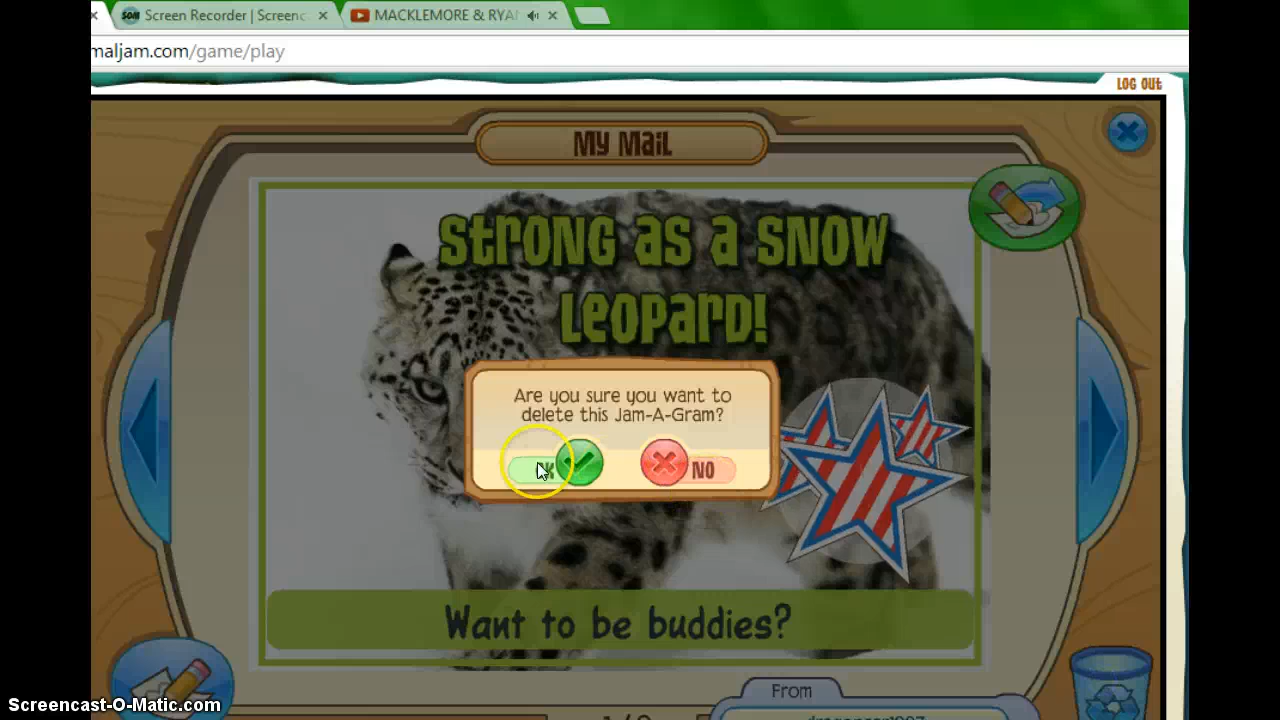 Screen Recorder | Screenc
MACKLEMORE & RYA
maljam.com/game/play
LOG OUT
My Mail
Strong as a Snow
Leopard!
Are you sure you want to
delete this Jam-A-Gram?
NO
Want to be buddies?
From
Screencast-O-Matic.com